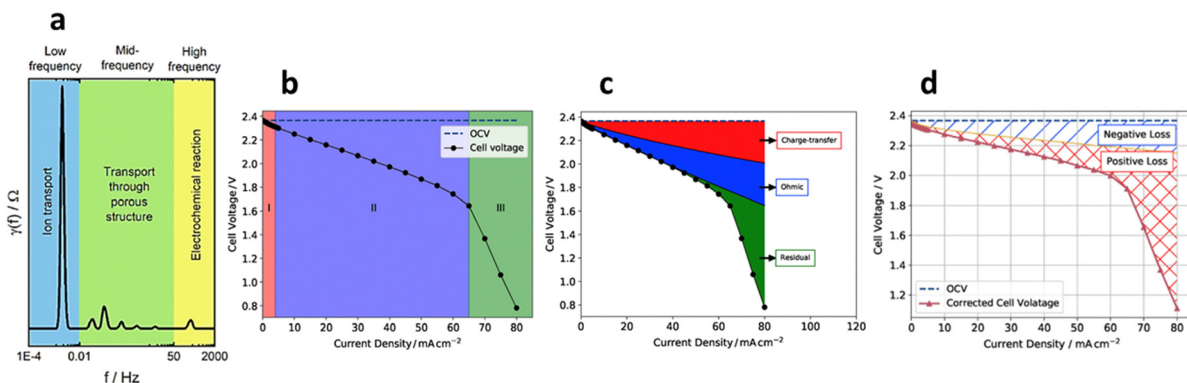 a
Low
frequency
Mid-
frequency
High
frequency
γ(f) / Ω
Ion transport
Transport
through
porous
structure
Electrochemical reaction
1E-4
0.01
50
2000
f / Hz
b
2.4
2.2
2.0
1.8
1.6
1.4
1.2
1.0
0.8
Cell Voltage / V
OCV
Cell voltage
I
II
III
0
10
20
30
40
50
60
70
80
Current Density / mA cm⁻²
c
2.4
2.2
2.0
1.8
1.6
1.4
1.2
1.0
0.8
Cell Voltage / V
Charge-transfer
Ohmic
Residual
0
20
40
60
80
100
120
Current Density / mA cm⁻²
d
2.4
2.2
2.0
1.8
1.6
1.4
1.2
Cell Voltage / V
Negative Loss
Positive Loss
OCV
Corrected Cell Volatage
0
10
20
30
40
50
60
70
80
Current Density / mA cm⁻²